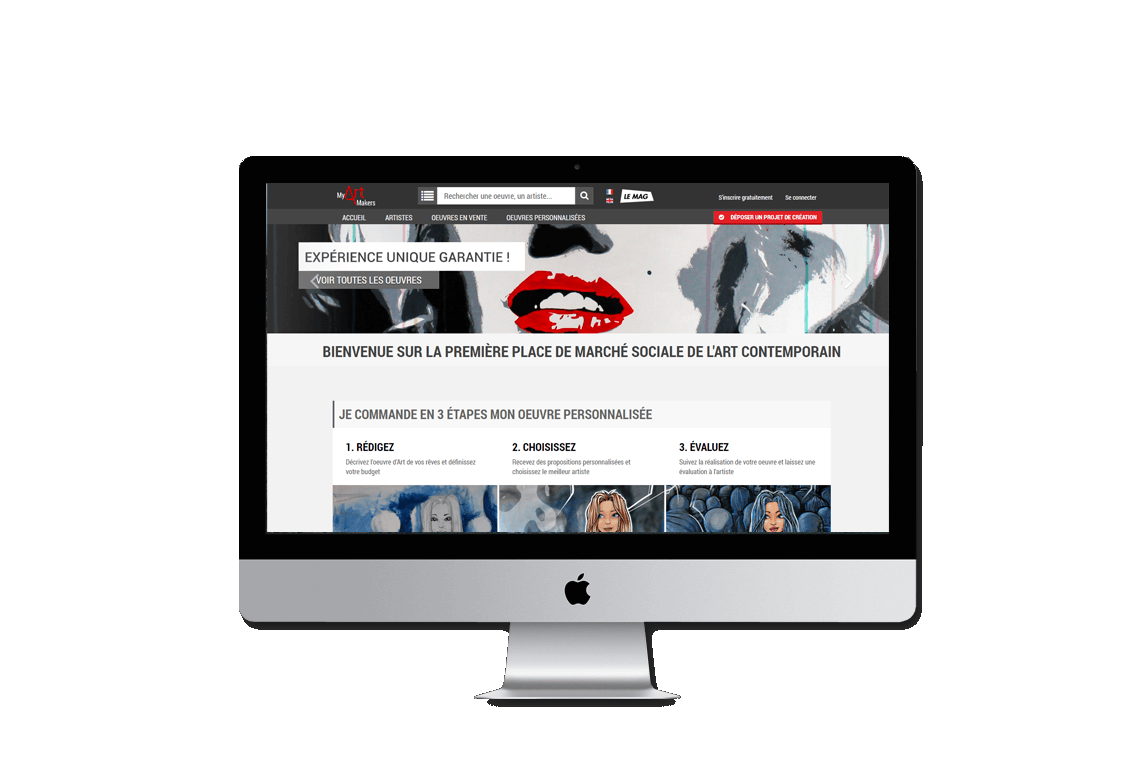 My Art Makers
Rechercher une oeuvre, un artiste...
LE MAG
S'inscrire gratuitement
Se connecter
ACCUEIL
ARTISTES
OEUVRES EN VENTE
OEUVRES PERSONNALISÉES
DÉPOSER UN PROJET DE CRÉATION
EXPÉRIENCE UNIQUE GARANTIE !
VOIR TOUTES LES OEUVRES
BIENVENUE SUR LA PREMIÈRE PLACE DE MARCHÉ SOCIALE DE L'ART CONTEMPORAIN
JE COMMANDE EN 3 ÉTAPES MON OEUVRE PERSONNALISÉE
1. RÉDIGEZ
Décrivez l'oeuvre d'Art de vos rêves et définissez
votre budget
2. CHOISISSEZ
Recevez des propositions personnalisées et
choisissez le meilleur artiste
3. ÉVALUEZ
Suivez la réalisation de votre oeuvre et laissez une
évaluation à l'artiste